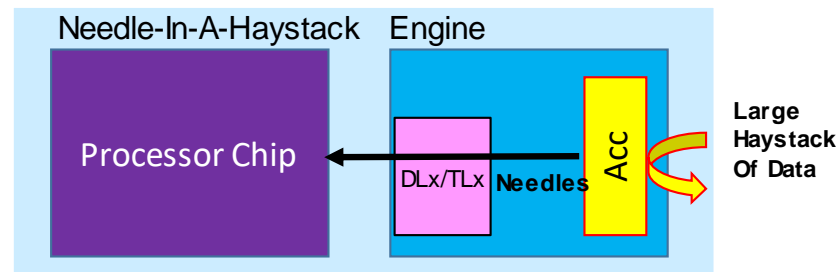 Needle-In-A-Haystack Engine
Processor Chip
DLx/TLx
Needles
Acc
Large
Haystack
Of Data